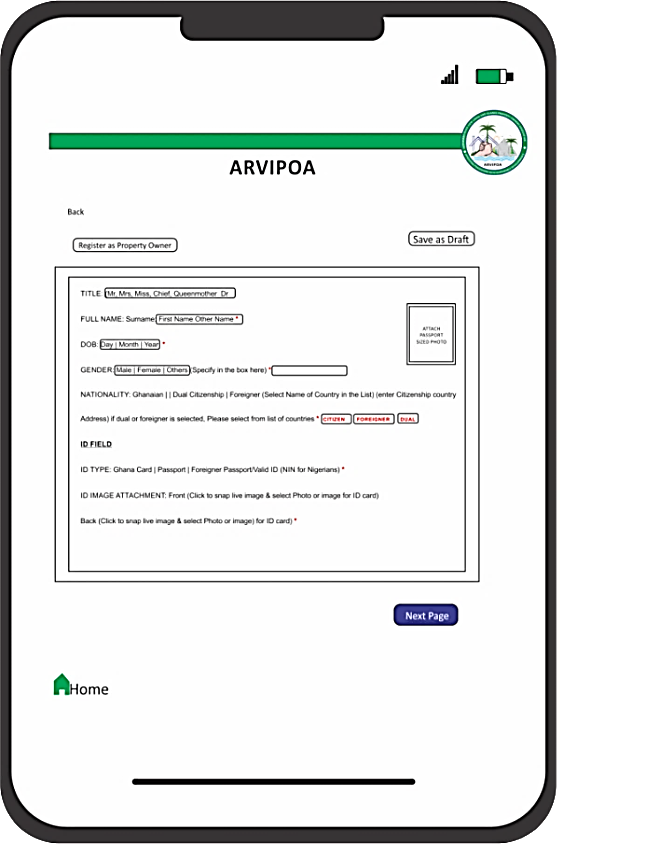 ARVIPOA
ARVIPOA
Back
Register as Property Owner
Save as Draft
TITLE: Mr, Mrs, Miss, Chief, Queenmother Dr
FULL NAME: Surname First Name Other Name *
ATTACH
PASSPORT
SIZED PHOTO
DOB: Day | Month | Year *
GENDER: Male | Female | Others (Specify in the box here) *
NATIONALITY: Ghanaian | | Dual Citizenship | Foreigner (Select Name of Country in the List) (enter Citizenship country
Address) if dual or foreigner is selected, Please select from list of countries * CITIZEN FOREIGNER DUAL
ID FIELD
ID TYPE: Ghana Card | Passport | Foreigner Passport/Valid ID (NIN for Nigerians) *
ID IMAGE ATTACHMENT: Front (Click to snap live image & select Photo or image for ID card)
Back (Click to snap live image & select Photo or image) for ID card) *
Next Page
Home